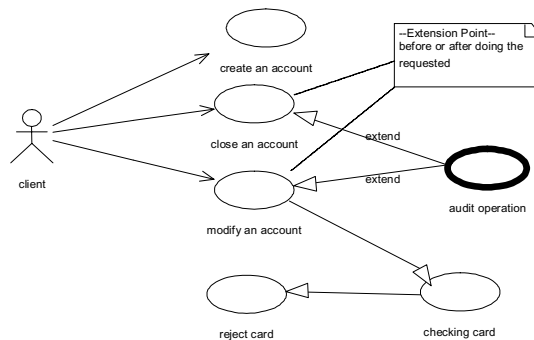 --Extension Point--
before or after doing the
requested
create an account
close an account
extend
client
extend
audit operation
modify an account
reject card
checking card